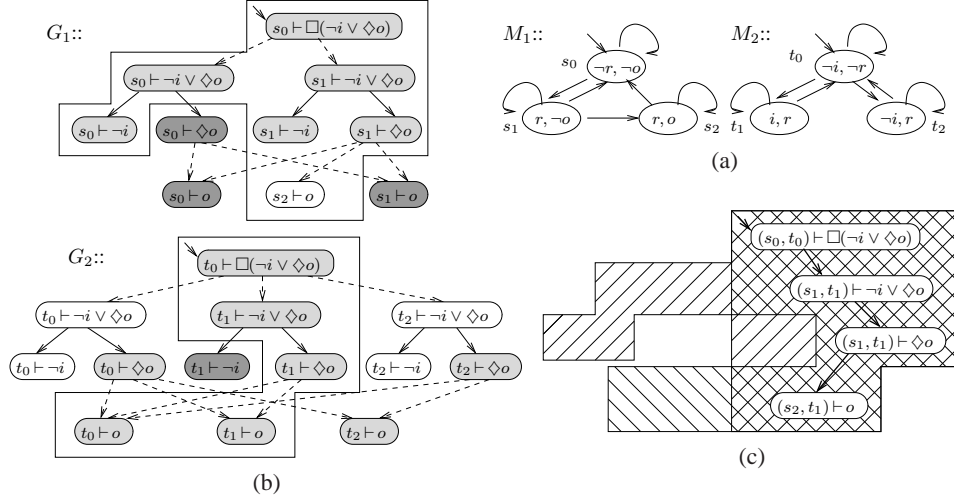 G₁::
s₀ ⊢ □(¬i ∨ ◇o)
s₀ ⊢ ¬i ∨ ◇o
s₁ ⊢ ¬i ∨ ◇o
s₀ ⊢ ¬i
s₀ ⊢ ◇o
s₁ ⊢ ¬i
s₁ ⊢ ◇o
s₀ ⊢ o
s₂ ⊢ o
s₁ ⊢ o
G₂::
t₀ ⊢ □(¬i ∨ ◇o)
t₀ ⊢ ¬i ∨ ◇o
t₁ ⊢ ¬i ∨ ◇o
t₂ ⊢ ¬i ∨ ◇o
t₀ ⊢ ¬i
t₀ ⊢ ◇o
t₁ ⊢ ¬i
t₁ ⊢ ◇o
t₂ ⊢ ¬i
t₂ ⊢ ◇o
t₀ ⊢ o
t₁ ⊢ o
t₂ ⊢ o
(b)
M₁::
s₀
¬r, ¬o
s₁
r, ¬o
r, o
s₂
M₂::
t₀
¬i, ¬r
t₁
i, r
¬i, r
t₂
(a)
(s₀, t₀) ⊢ □(¬i ∨ ◇o)
(s₁, t₁) ⊢ ¬i ∨ ◇o
(s₁, t₁) ⊢ ◇o
(s₂, t₁) ⊢ o
(c)